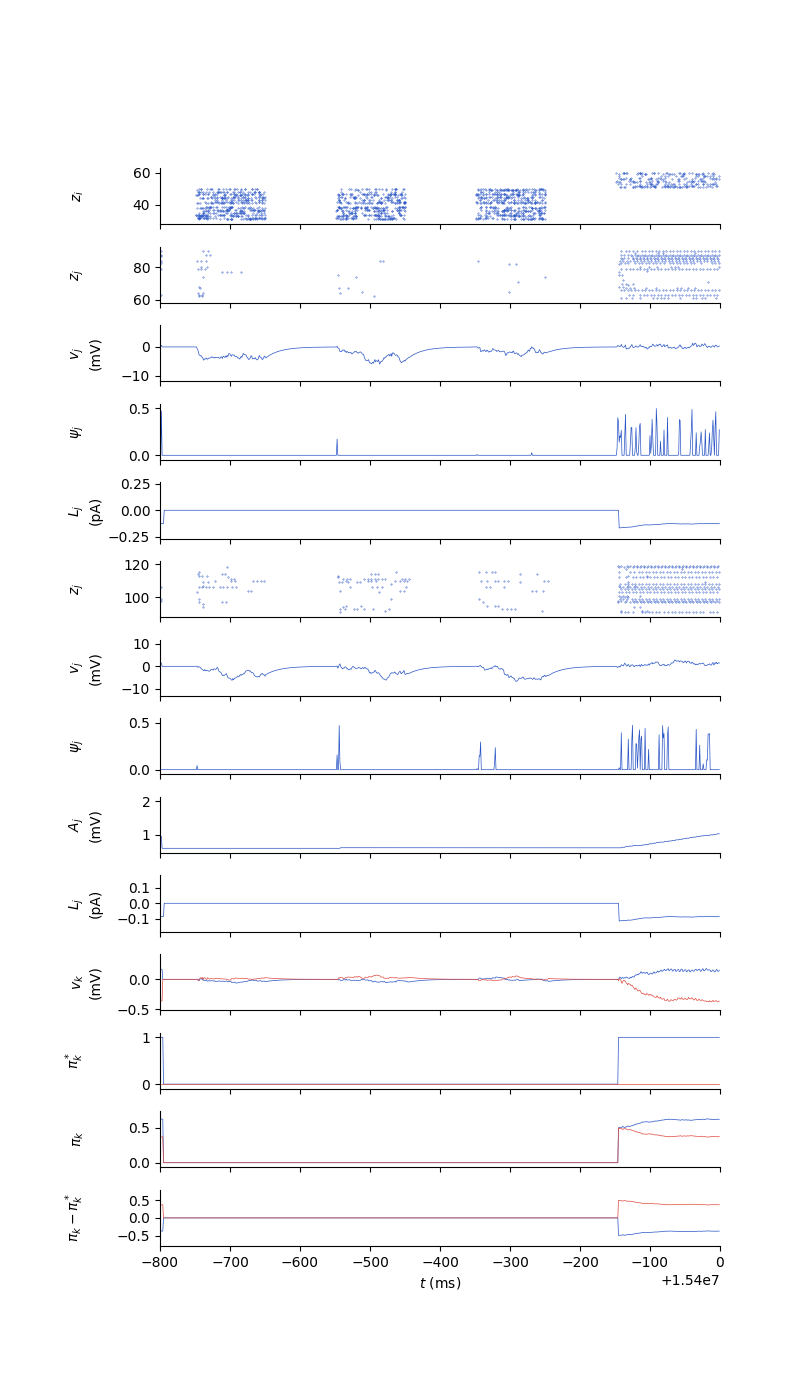 60
40
z_i
80
60
z_j
0
−10
v_j
(mV)
0.5
0.0
ψ_j
0.25
0.00
−0.25
L_j
(pA)
120
100
z_j
10
0
−10
v_j
(mV)
0.5
0.0
ψ_j
2
1
A_j
(mV)
0.1
0.0
−0.1
L_j
(pA)
0.0
−0.5
v_k
(mV)
1
0
π_k^*
0.5
0.0
π_k
0.5
0.0
−0.5
π_k − π_k^*
−800 −700 −600 −500 −400 −300 −200 −100 0
t (ms)
+1.54e7